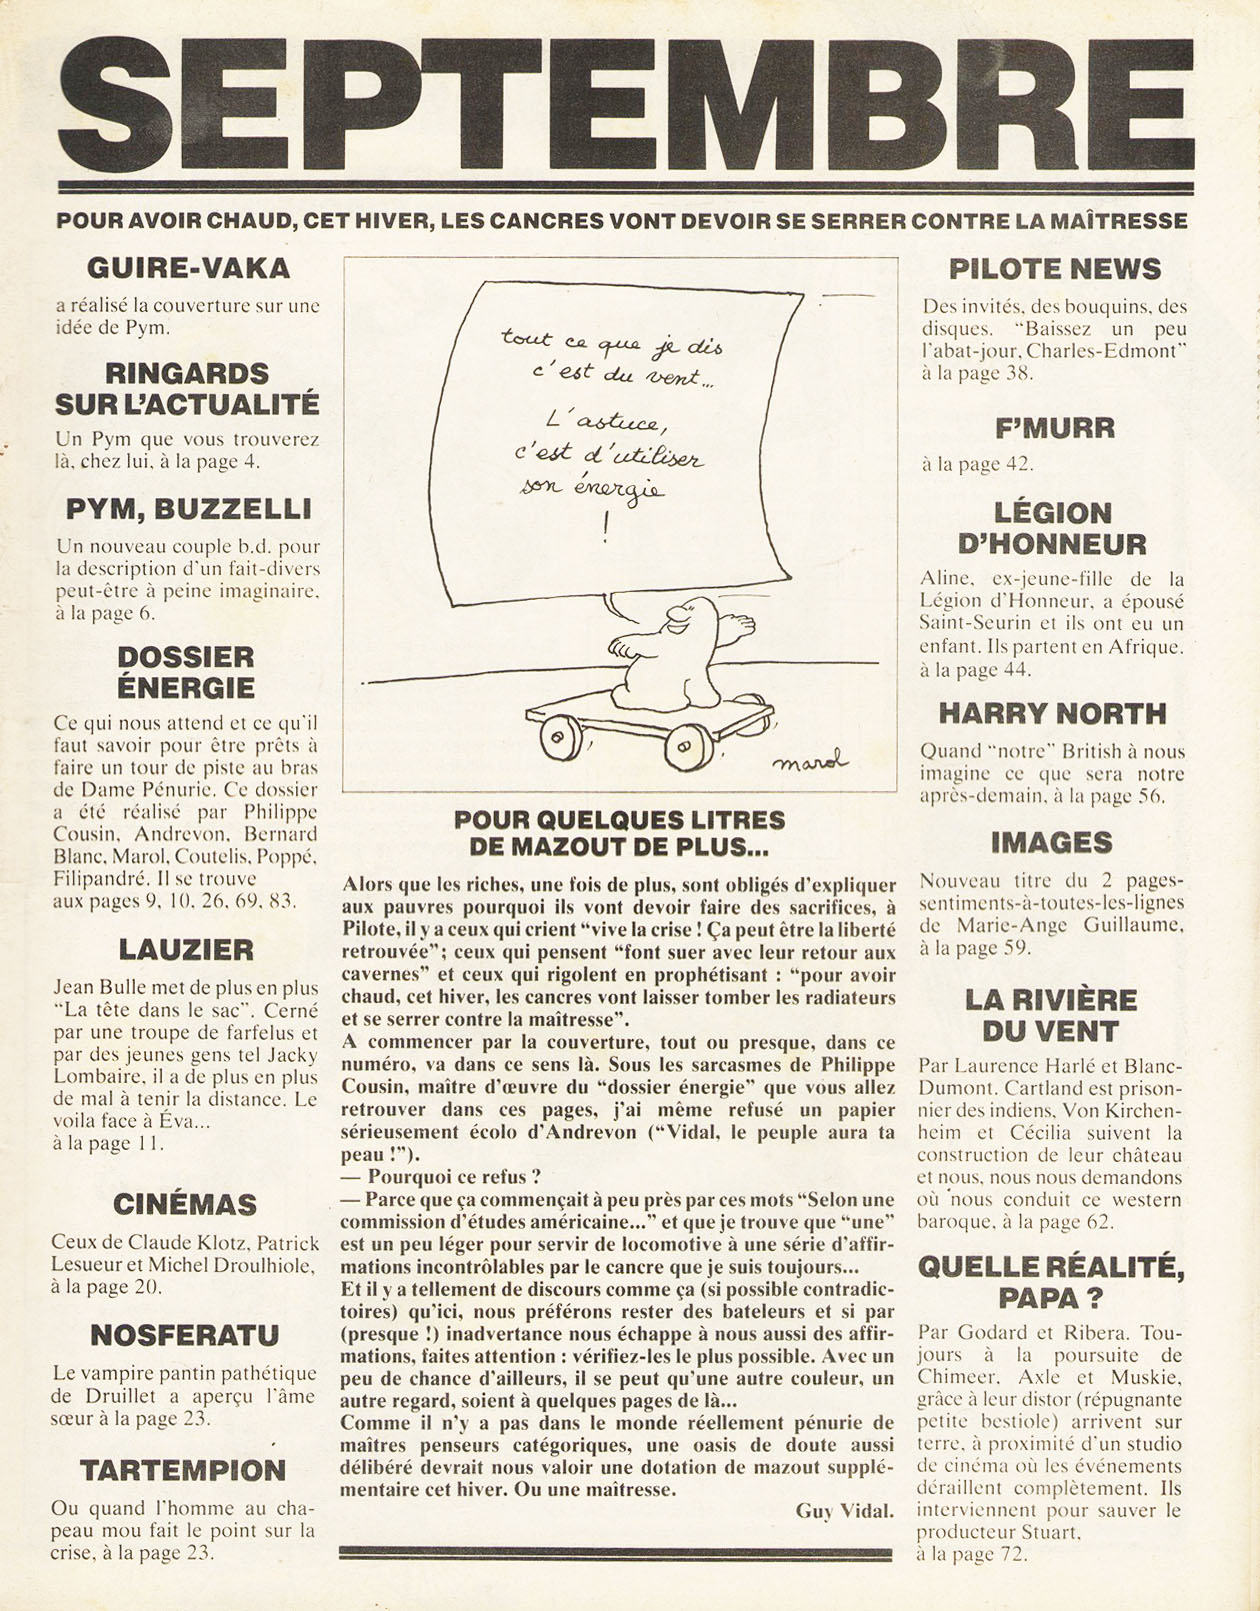 SEPTEMBRE
POUR AVOIR CHAUD, CET HIVER, LES CANCRES VONT DEVOIR SE SERRER CONTRE LA MAÎTRESSE
GUIRE-VAKA
a réalisé la couverture sur une
idée de Pym.
RINGARDS
SUR L'ACTUALITÉ
Un Pym que vous trouverez
là, chez lui, à la page 4.
PYM, BUZZELLI
Un nouveau couple b.d. pour
la description d'un fait-divers
peut-être à peine imaginaire,
à la page 6.
DOSSIER
ÉNERGIE
Ce qui nous attend et ce qu'il
faut savoir pour être prêts à
faire un tour de piste au bras
de Dame Pénurie. Ce dossier
a été réalisé par Philippe
Cousin, Andrevon, Bernard
Blanc, Marol, Coutelis, Poppé,
Filipandré. Il se trouve
aux pages 9, 10, 26, 69, 83.
LAUZIER
Jean Bulle met de plus en plus
“La tête dans le sac”. Cerné
par une troupe de farfelus et
par des jeunes gens tel Jacky
Lombaire, il a de plus en plus
de mal à tenir la distance. Le
voila face à Éva...
à la page 11.
CINÉMAS
Ceux de Claude Klotz, Patrick
Lesueur et Michel Droulhiole,
à la page 20.
NOSFERATU
Le vampire pantin pathétique
de Druillet a aperçu l'âme
sœur à la page 23.
TARTEMPION
Ou quand l'homme au cha-
peau mou fait le point sur la
crise, à la page 23.
tout ce que je dis
c'est du vent...
L'astuce,
c'est d'utiliser
son énergie
!
marol
POUR QUELQUES LITRES
DE MAZOUT DE PLUS...
Alors que les riches, une fois de plus, sont obligés d'expliquer
aux pauvres pourquoi ils vont devoir faire des sacrifices, à
Pilote, il y a ceux qui crient “vive la crise ! Ça peut être la liberté
retrouvée”; ceux qui pensent “font suer avec leur retour aux
cavernes” et ceux qui rigolent en prophétisant : “pour avoir
chaud, cet hiver, les cancres vont laisser tomber les radiateurs
et se serrer contre la maîtresse”.
A commencer par la couverture, tout ou presque, dans ce
numéro, va dans ce sens là. Sous les sarcasmes de Philippe
Cousin, maître d'œuvre du “dossier énergie” que vous allez
retrouver dans ces pages, j'ai même refusé un papier
sérieusement écolo d'Andrevon (“Vidal, le peuple aura ta
peau !”).
— Pourquoi ce refus ?
— Parce que ça commençait à peu près par ces mots “Selon une
commission d'études américaine...” et que je trouve que “une”
est un peu léger pour servir de locomotive à une série d'affir-
mations incontrôlables par le cancre que je suis toujours...
Et il y a tellement de discours comme ça (si possible contradic-
toires) qu'ici, nous préférons rester des bateleurs et si par
(presque !) inadvertance nous échappe à nous aussi des affir-
mations, faites attention : vérifiez-les le plus possible. Avec un
peu de chance d'ailleurs, il se peut qu'une autre couleur, un
autre regard, soient à quelques pages de là...
Comme il n'y a pas dans le monde réellement pénurie de
maîtres penseurs catégoriques, une oasis de doute aussi
délibéré devrait nous valoir une dotation de mazout supplé-
mentaire cet hiver. Ou une maîtresse.
Guy Vidal.
PILOTE NEWS
Des invités, des bouquins, des
disques. “Baissez un peu
l'abat-jour, Charles-Edmont”
à la page 38.
F'MURR
à la page 42.
LÉGION
D'HONNEUR
Aline, ex-jeune-fille de la
Légion d'Honneur, a épousé
Saint-Seurin et ils ont eu un
enfant. Ils partent en Afrique.
à la page 44.
HARRY NORTH
Quand “notre” British à nous
imagine ce que sera notre
après-demain, à la page 56.
IMAGES
Nouveau titre du 2 pages-
sentiments-à-toutes-les-lignes
de Marie-Ange Guillaume,
à la page 59.
LA RIVIÈRE
DU VENT
Par Laurence Harlé et Blanc-
Dumont. Cartland est prison-
nier des indiens, Von Kirchen-
heim et Cécilia suivent la
construction de leur château
et nous, nous nous demandons
où nous conduit ce western
baroque, à la page 62.
QUELLE RÉALITÉ,
PAPA ?
Par Godard et Ribera. Tou-
jours à la poursuite de
Chimeer, Axle et Muskie,
grâce à leur distor (répugnante
petite bestiole) arrivent sur
terre, à proximité d'un studio
de cinéma où les événements
déraillent complètement. Ils
interviennent pour sauver le
producteur Stuart,
à la page 72.